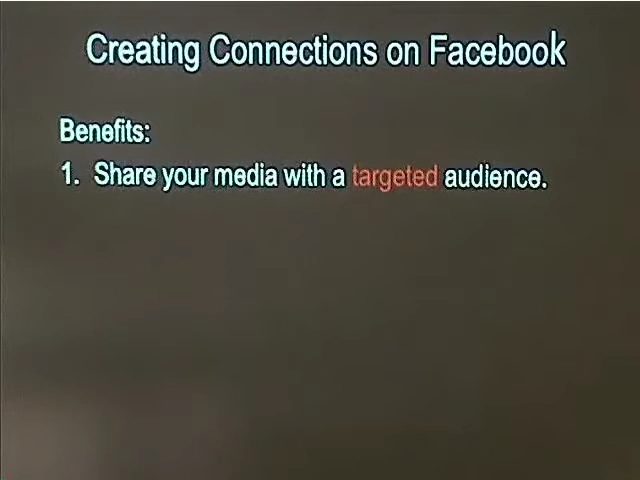 Creating Connections on Facebook
Benefits:
1. Share your media with a targeted audience.